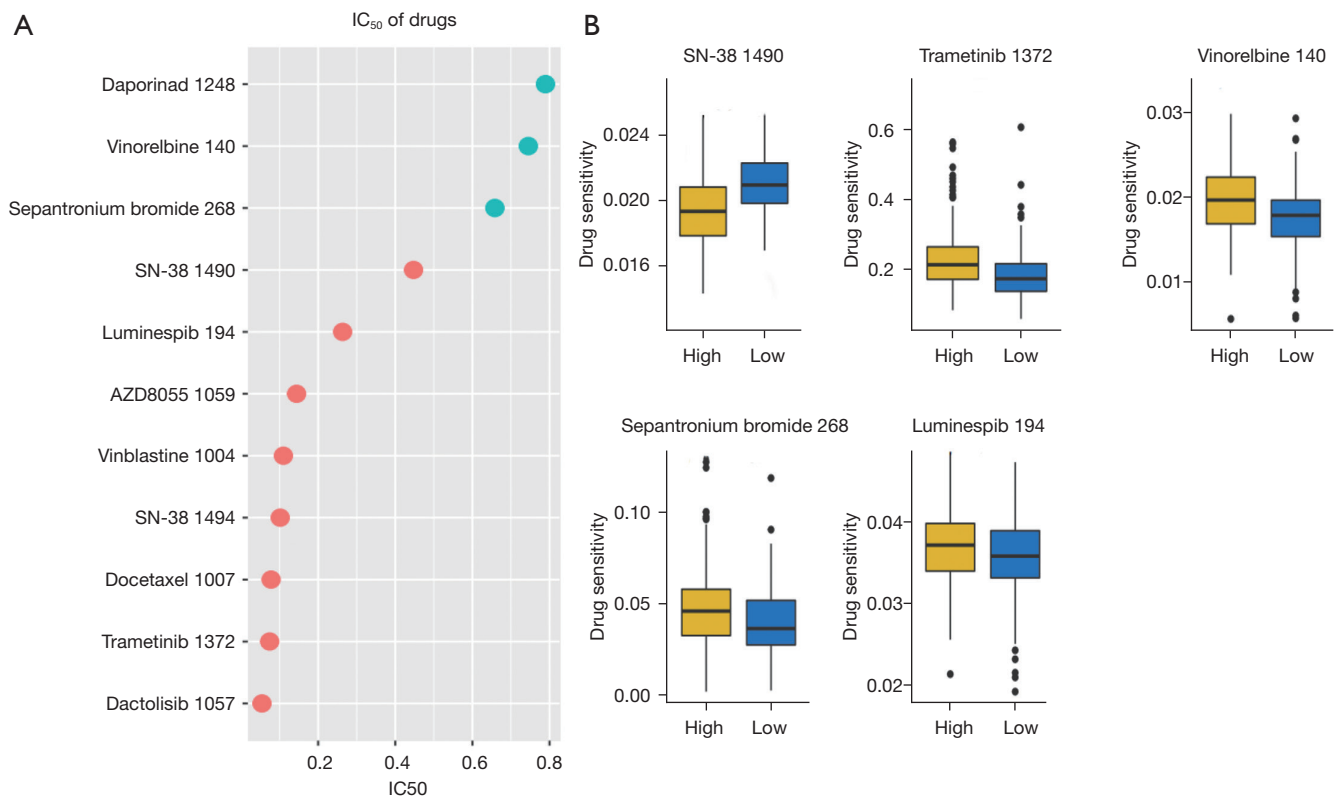 A
IC50 of drugs
Daporinad 1248
Vinorelbine 140
Sepantronium bromide 268
SN-38 1490
Luminespib 194
AZD8055 1059
Vinblastine 1004
SN-38 1494
Docetaxel 1007
Trametinib 1372
Dactolisib 1057
0.2 0.4 0.6 0.8
IC50
B
SN-38 1490
Drug sensitivity
0.024
0.020
0.016
High Low
Trametinib 1372
Drug sensitivity
0.6
0.4
0.2
High Low
Vinorelbine 140
Drug sensitivity
0.03
0.02
0.01
High Low
Sepantronium bromide 268
Drug sensitivity
0.10
0.05
0.00
High Low
Luminespib 194
Drug sensitivity
0.04
0.03
0.02
High Low